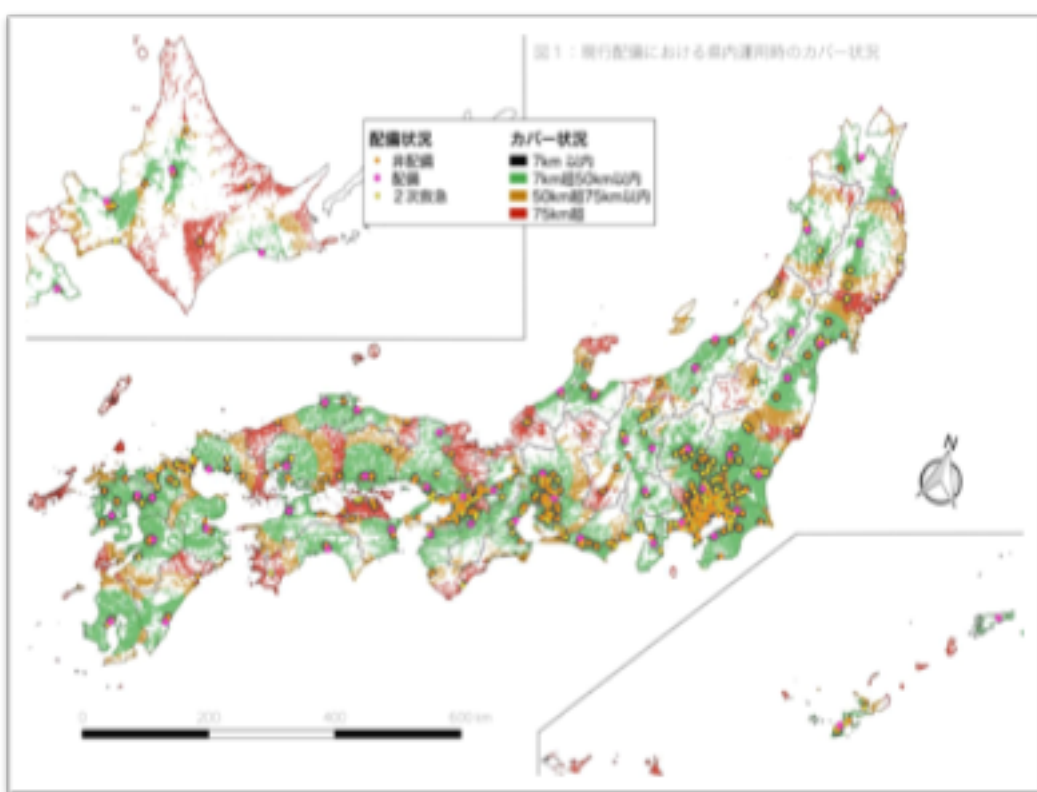 図1：現行配備における県内運用時のカバー状況
配備状況
非配備
配備
2次救急
カバー状況
7km 以内
7km超50km以内
50km超75km以内
75km超
N
0 200 400 600 km